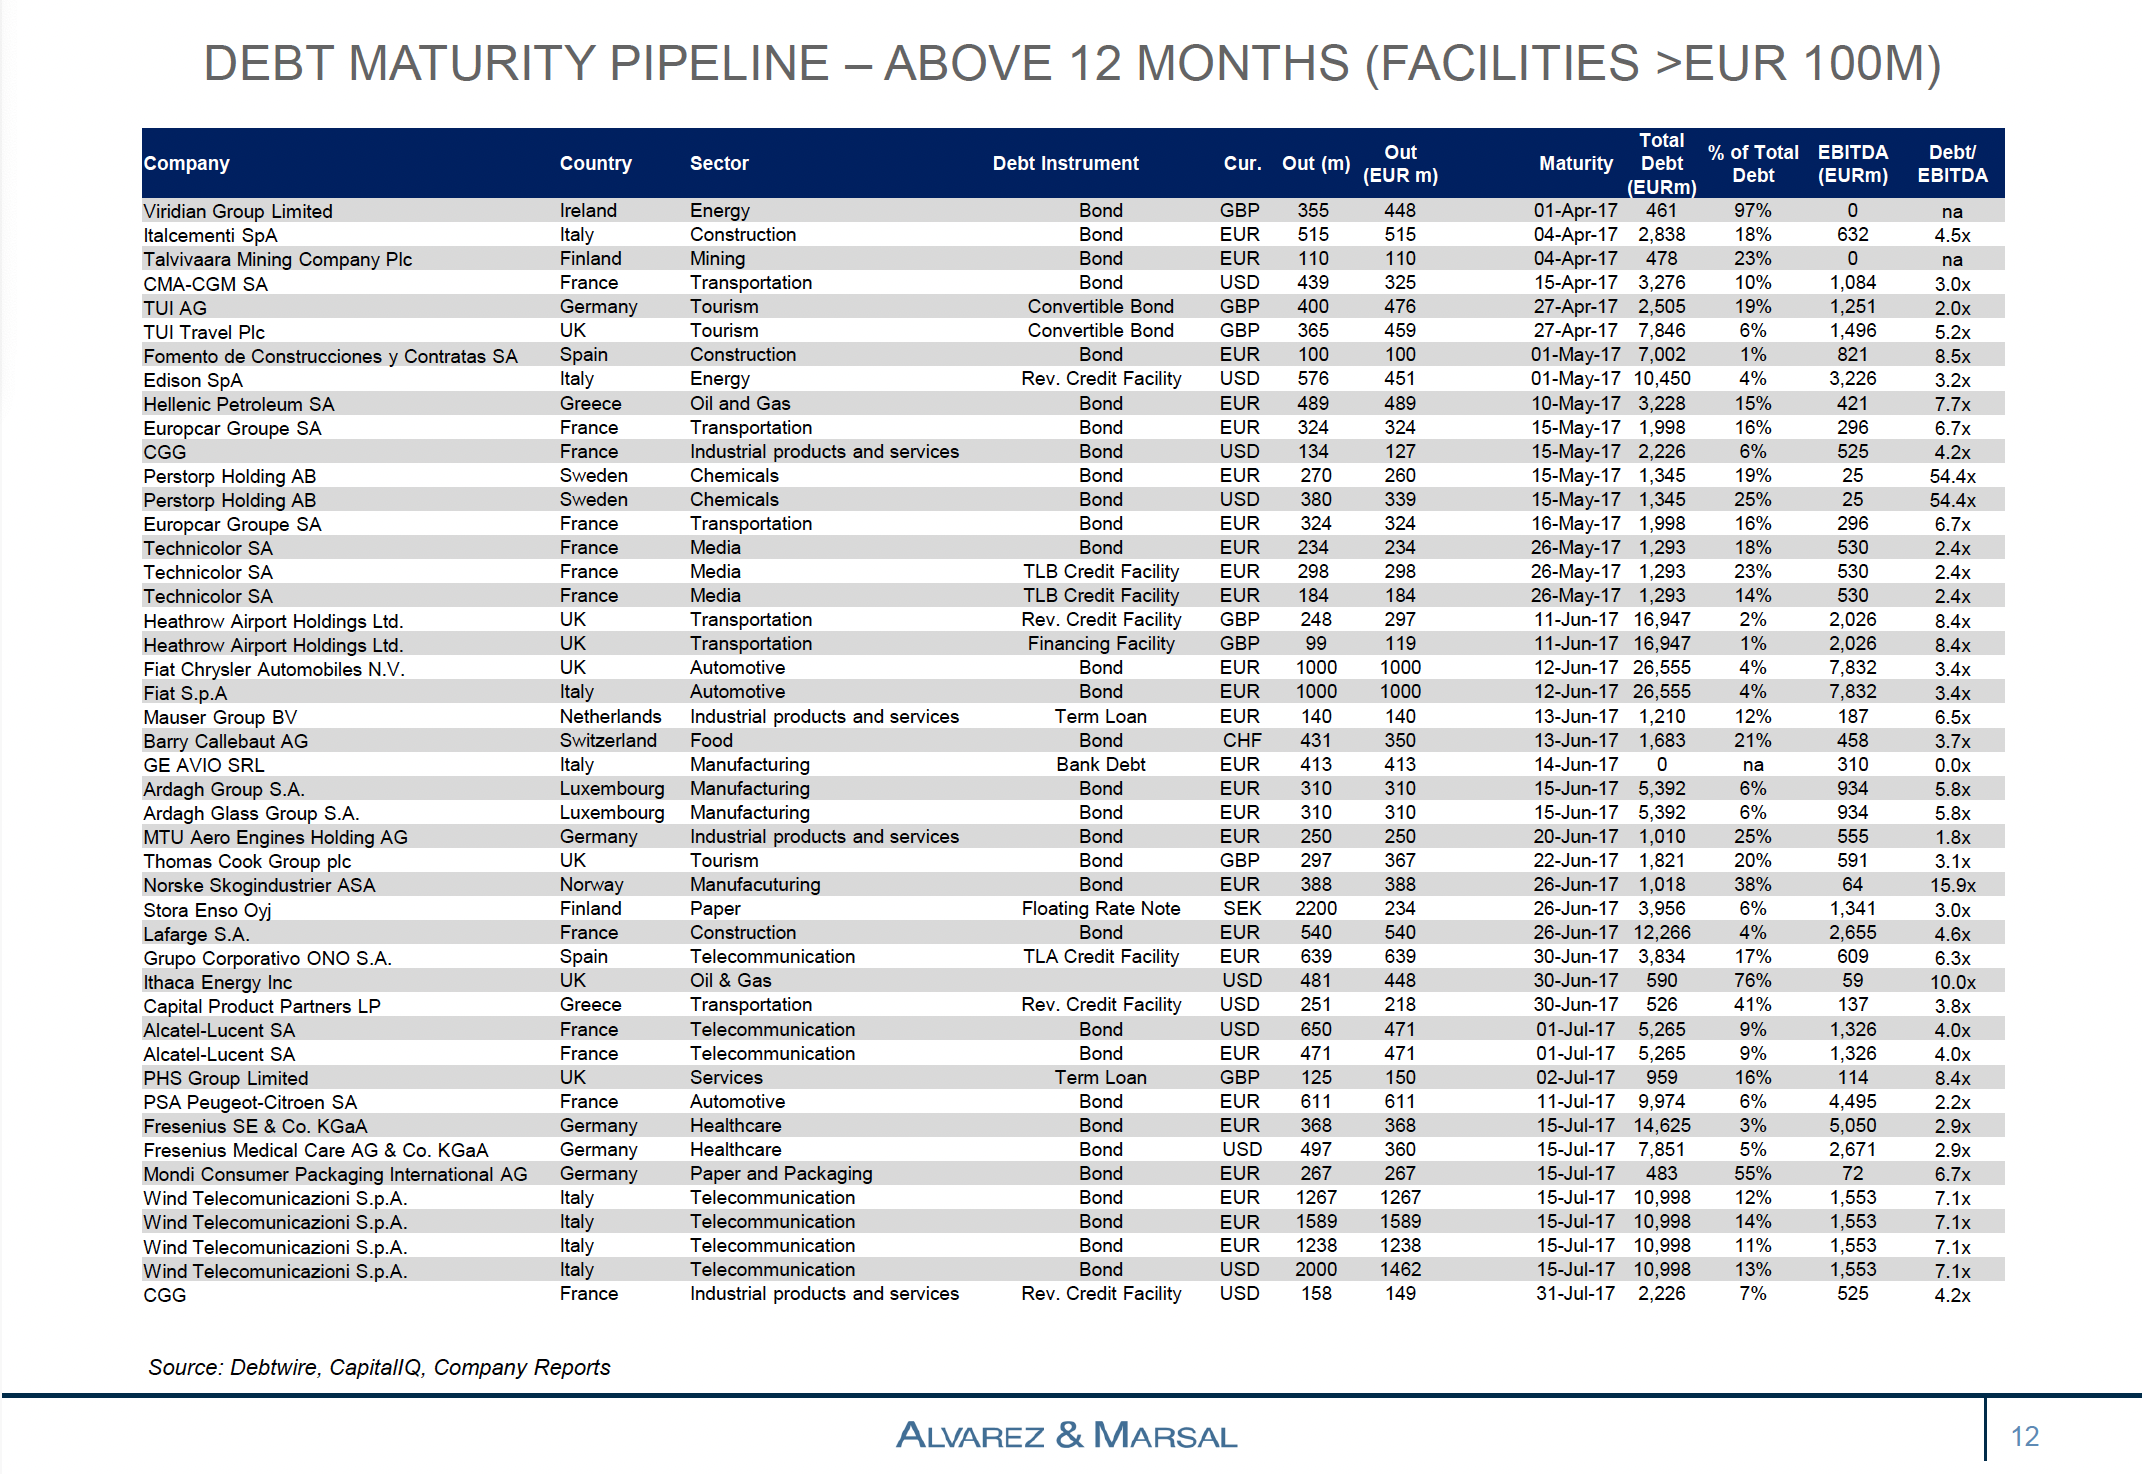 DEBT MATURITY PIPELINE – ABOVE 12 MONTHS (FACILITIES >EUR 100M)
Company Country Sector Debt Instrument Cur. Out (m) Out (EUR m) Maturity Total Debt (EURm) % of Total Debt EBITDA (EURm) Debt/ EBITDA
Viridian Group Limited Ireland Energy Bond GBP 355 448 01-Apr-17 461 97% 0 na
Italcementi SpA Italy Construction Bond EUR 515 515 04-Apr-17 2,838 18% 632 4.5x
Talvivaara Mining Company Plc Finland Mining Bond EUR 110 110 04-Apr-17 478 23% 0 na
CMA-CGM SA France Transportation Bond USD 439 325 15-Apr-17 3,276 10% 1,084 3.0x
TUI AG Germany Tourism Convertible Bond GBP 400 476 27-Apr-17 2,505 19% 1,251 2.0x
TUI Travel Plc UK Tourism Convertible Bond GBP 365 459 27-Apr-17 7,846 6% 1,496 5.2x
Fomento de Construcciones y Contratas SA Spain Construction Bond EUR 100 100 01-May-17 7,002 1% 821 8.5x
Edison SpA Italy Energy Rev. Credit Facility USD 576 451 01-May-17 10,450 4% 3,226 3.2x
Hellenic Petroleum SA Greece Oil and Gas Bond EUR 489 489 10-May-17 3,228 15% 421 7.7x
Europcar Groupe SA France Transportation Bond EUR 324 324 15-May-17 1,998 16% 296 6.7x
CGG France Industrial products and services Bond USD 134 127 15-May-17 2,226 6% 525 4.2x
Perstorp Holding AB Sweden Chemicals Bond EUR 270 260 15-May-17 1,345 19% 25 54.4x
Perstorp Holding AB Sweden Chemicals Bond USD 380 339 15-May-17 1,345 25% 25 54.4x
Europcar Groupe SA France Transportation Bond EUR 324 324 16-May-17 1,998 16% 296 6.7x
Technicolor SA France Media Bond EUR 234 234 26-May-17 1,293 18% 530 2.4x
Technicolor SA France Media TLB Credit Facility EUR 298 298 26-May-17 1,293 23% 530 2.4x
Technicolor SA France Media TLB Credit Facility EUR 184 184 26-May-17 1,293 14% 530 2.4x
Heathrow Airport Holdings Ltd. UK Transportation Rev. Credit Facility GBP 248 297 11-Jun-17 16,947 2% 2,026 8.4x
Heathrow Airport Holdings Ltd. UK Transportation Financing Facility GBP 99 119 11-Jun-17 16,947 1% 2,026 8.4x
Fiat Chrysler Automobiles N.V. UK Automotive Bond EUR 1000 1000 12-Jun-17 26,555 4% 7,832 3.4x
Fiat S.p.A Italy Automotive Bond EUR 1000 1000 12-Jun-17 26,555 4% 7,832 3.4x
Mauser Group BV Netherlands Industrial products and services Term Loan EUR 140 140 13-Jun-17 1,210 12% 187 6.5x
Barry Callebaut AG Switzerland Food Bond CHF 431 350 13-Jun-17 1,683 21% 458 3.7x
GE AVIO SRL Italy Manufacturing Bank Debt EUR 413 413 14-Jun-17 0 na 310 0.0x
Ardagh Group S.A. Luxembourg Manufacturing Bond EUR 310 310 15-Jun-17 5,392 6% 934 5.8x
Ardagh Glass Group S.A. Luxembourg Manufacturing Bond EUR 310 310 15-Jun-17 5,392 6% 934 5.8x
MTU Aero Engines Holding AG Germany Industrial products and services Bond EUR 250 250 20-Jun-17 1,010 25% 555 1.8x
Thomas Cook Group plc UK Tourism Bond GBP 297 367 22-Jun-17 1,821 20% 591 3.1x
Norske Skogindustrier ASA Norway Manufacuturing Bond EUR 388 388 26-Jun-17 1,018 38% 64 15.9x
Stora Enso Oyj Finland Paper Floating Rate Note SEK 2200 234 26-Jun-17 3,956 6% 1,341 3.0x
Lafarge S.A. France Construction Bond EUR 540 540 26-Jun-17 12,266 4% 2,655 4.6x
Grupo Corporativo ONO S.A. Spain Telecommunication TLA Credit Facility EUR 639 639 30-Jun-17 3,834 17% 609 6.3x
Ithaca Energy Inc UK Oil & Gas USD 481 448 30-Jun-17 590 76% 59 10.0x
Capital Product Partners LP Greece Transportation Rev. Credit Facility USD 251 218 30-Jun-17 526 41% 137 3.8x
Alcatel-Lucent SA France Telecommunication Bond USD 650 471 01-Jul-17 5,265 9% 1,326 4.0x
Alcatel-Lucent SA France Telecommunication Bond EUR 471 471 01-Jul-17 5,265 9% 1,326 4.0x
PHS Group Limited UK Services Term Loan GBP 125 150 02-Jul-17 959 16% 114 8.4x
PSA Peugeot-Citroen SA France Automotive Bond EUR 611 611 11-Jul-17 9,974 6% 4,495 2.2x
Fresenius SE & Co. KGaA Germany Healthcare Bond EUR 368 368 15-Jul-17 14,625 3% 5,050 2.9x
Fresenius Medical Care AG & Co. KGaA Germany Healthcare Bond USD 497 360 15-Jul-17 7,851 5% 2,671 2.9x
Mondi Consumer Packaging International AG Germany Paper and Packaging Bond EUR 267 267 15-Jul-17 483 55% 72 6.7x
Wind Telecomunicazioni S.p.A. Italy Telecommunication Bond EUR 1267 1267 15-Jul-17 10,998 12% 1,553 7.1x
Wind Telecomunicazioni S.p.A. Italy Telecommunication Bond EUR 1589 1589 15-Jul-17 10,998 14% 1,553 7.1x
Wind Telecomunicazioni S.p.A. Italy Telecommunication Bond EUR 1238 1238 15-Jul-17 10,998 11% 1,553 7.1x
Wind Telecomunicazioni S.p.A. Italy Telecommunication Bond USD 2000 1462 15-Jul-17 10,998 13% 1,553 7.1x
CGG France Industrial products and services Rev. Credit Facility USD 158 149 31-Jul-17 2,226 7% 525 4.2x
Source: Debtwire, CapitalIQ, Company Reports
ALVAREZ & MARSAL
12